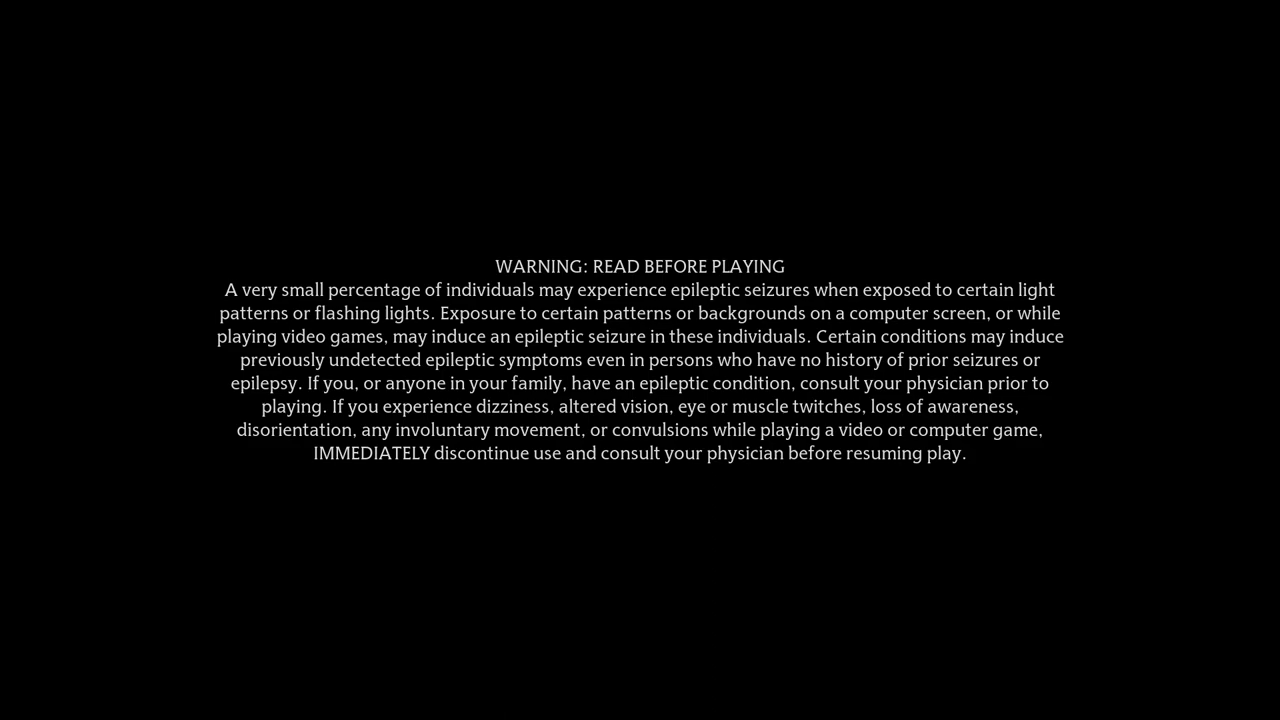 WARNING: READ BEFORE PLAYING
A very small percentage of individuals may experience epileptic seizures when exposed to certain light
patterns or flashing lights. Exposure to certain patterns or backgrounds on a computer screen, or while
playing video games, may induce an epileptic seizure in these individuals. Certain conditions may induce
previously undetected epileptic symptoms even in persons who have no history of prior seizures or
epilepsy. If you, or anyone in your family, have an epileptic condition, consult your physician prior to
playing. If you experience dizziness, altered vision, eye or muscle twitches, loss of awareness,
disorientation, any involuntary movement, or convulsions while playing a video or computer game,
IMMEDIATELY discontinue use and consult your physician before resuming play.